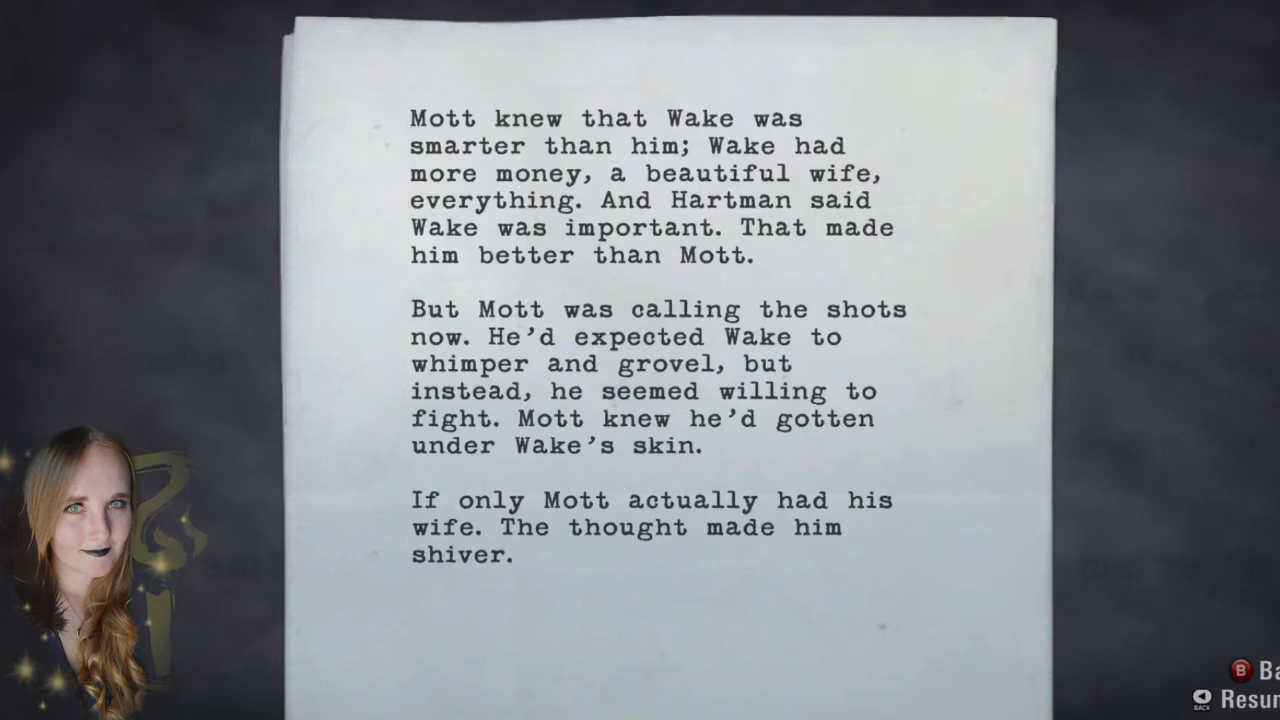 Mott knew that Wake was
smarter than him; Wake had
more money, a beautiful wife,
everything. And Hartman said
Wake was important. That made
him better than Mott.
But Mott was calling the shots
now. He’d expected Wake to
whimper and grovel, but
instead, he seemed willing to
fight. Mott knew he’d gotten
under Wake’s skin.
If only Mott actually had his
wife. The thought made him
shiver.
B Ba
BACK Resum